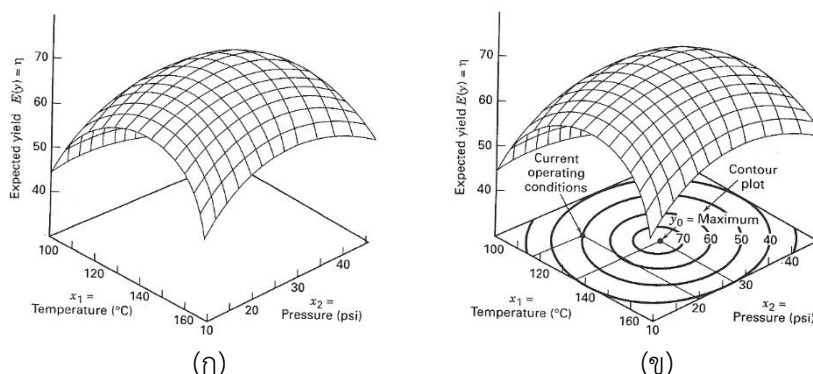 Expected yield E(y) = η
70
60
50
40
100
120
140
160
x1 =
Temperature (°C)
10
20
30
40
x2 =
Pressure (psi)
(ก)
Expected yield E(y) = η
70
60
50
40
30
Current
operating
conditions
Contour
plot
y0 = Maximum
70 60 50 40
100
120
140
160
x1 =
Temperature (°C)
10
20
30
40
x2 =
Pressure (psi)
(ข)